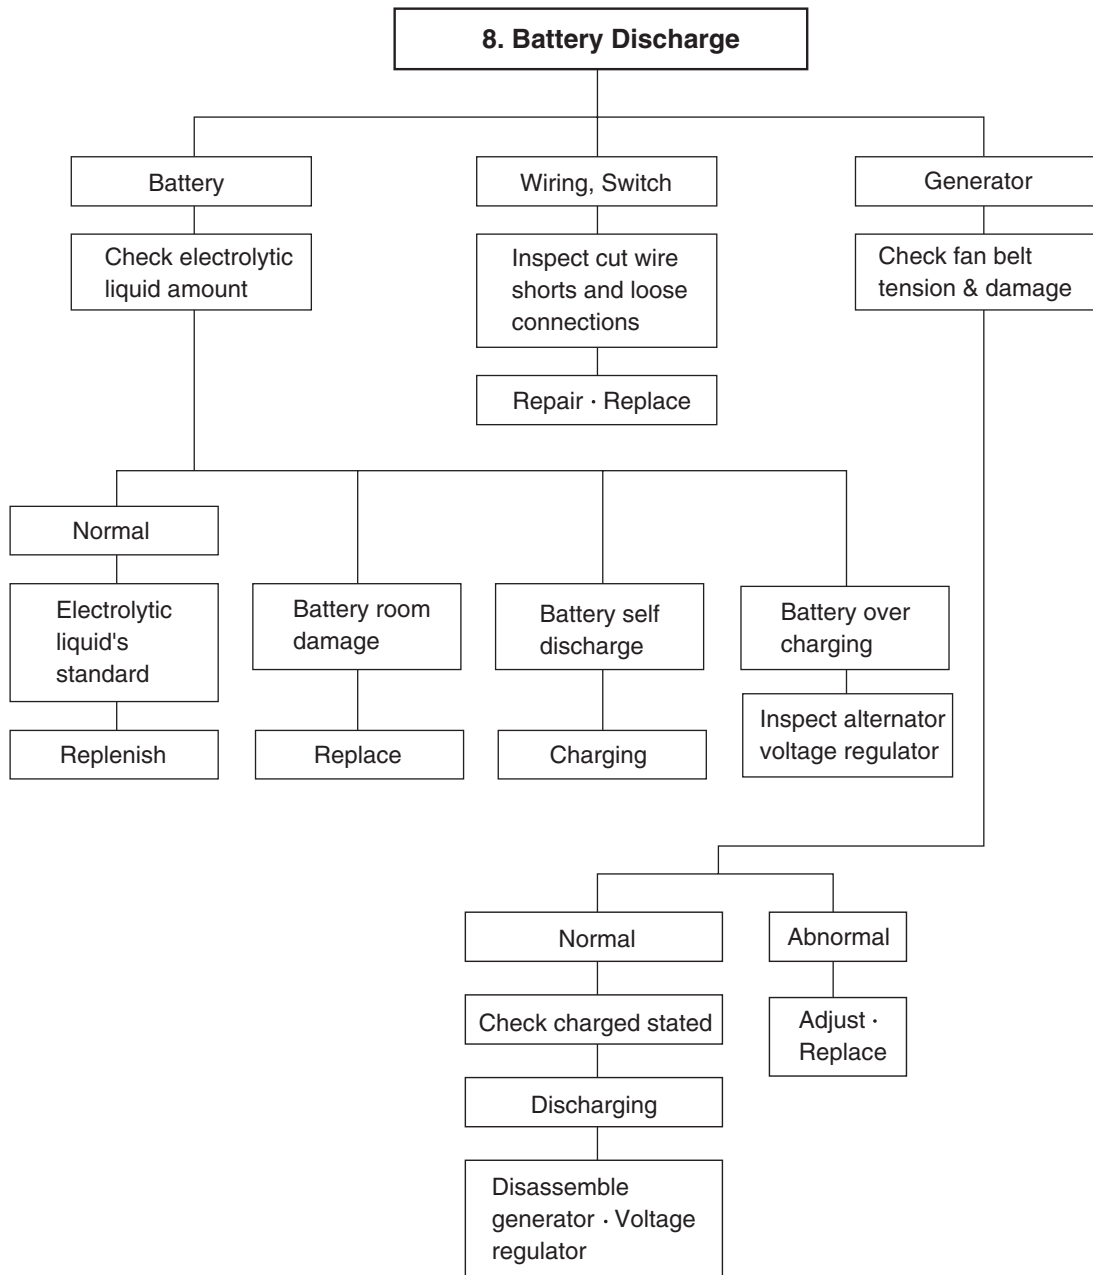 8. Battery Discharge
Battery
Wiring, Switch
Generator
Check electrolytic
liquid amount
Inspect cut wire
shorts and loose
connections
Check fan belt
tension & damage
Repair · Replace
Normal
Electrolytic
liquid's
standard
Battery room
damage
Battery self
discharge
Battery over
charging
Replenish
Replace
Charging
Inspect alternator
voltage regulator
Normal
Abnormal
Check charged stated
Adjust ·
Replace
Discharging
Disassemble
generator · Voltage
regulator